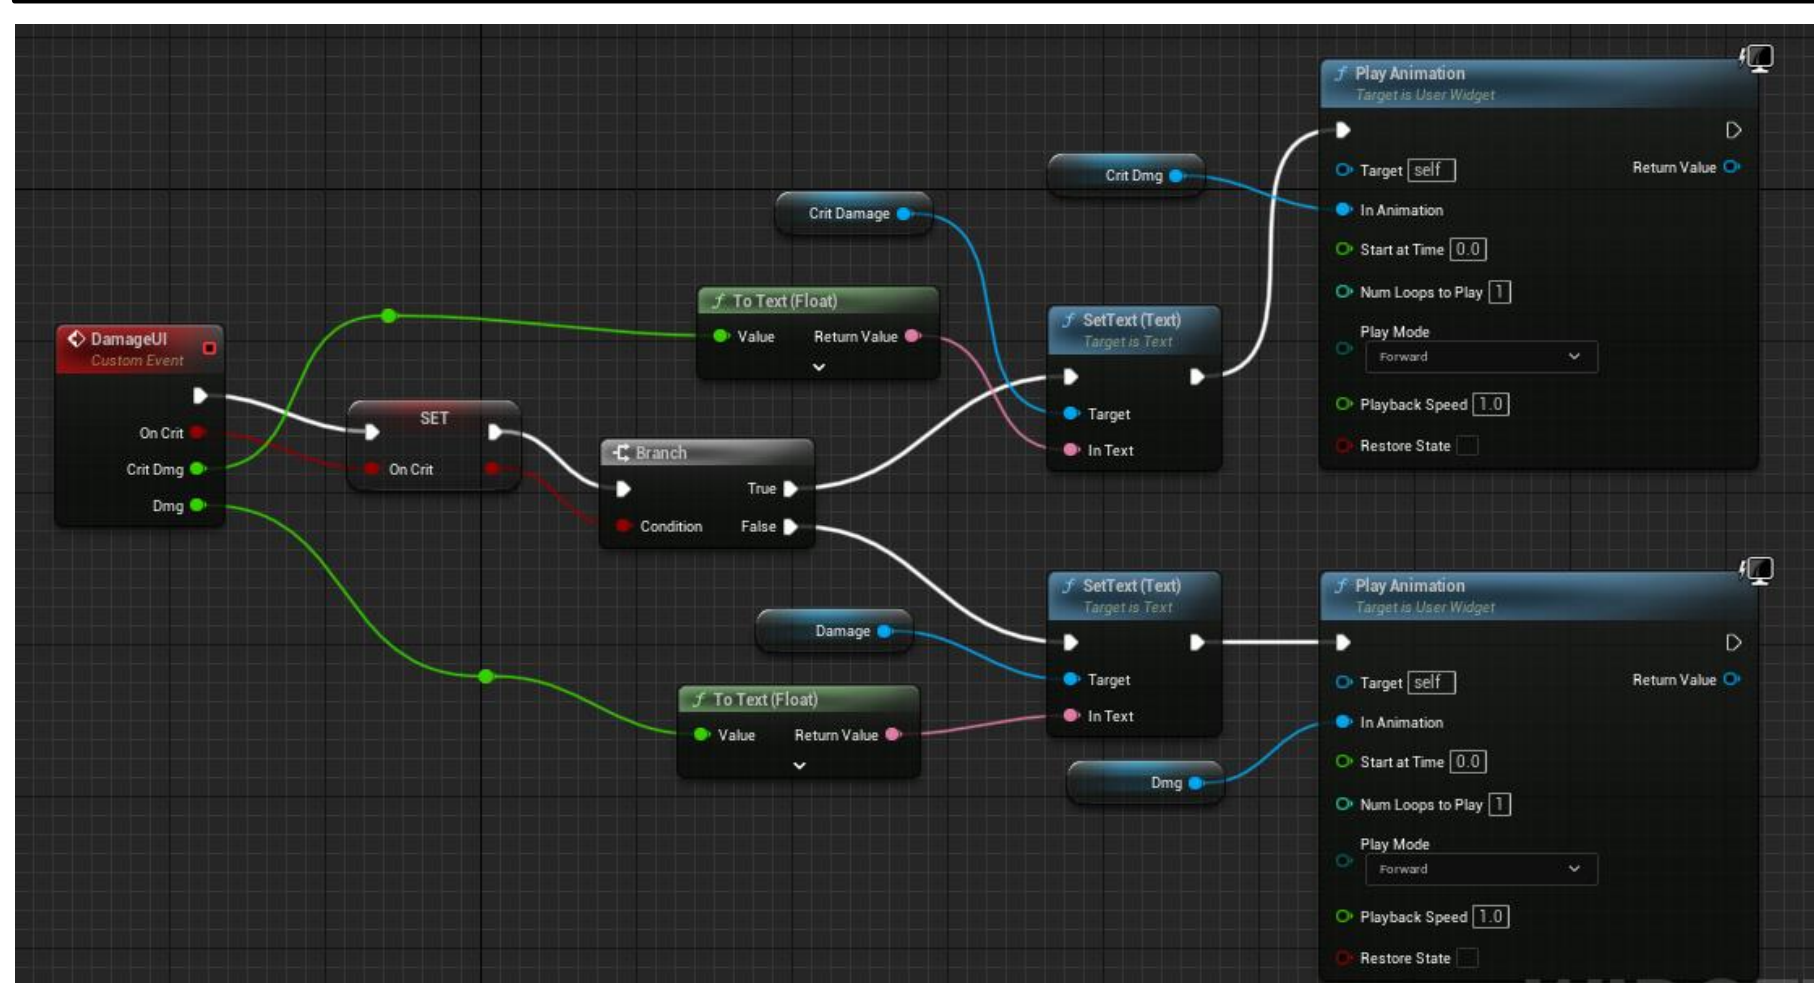 DamageUI
Custom Event
On Crit
Crit Dmg
Dmg
SET
On Crit
Branch
True
Condition
False
Crit Damage
To Text (Float)
Value
Return Value
Crit Dmg
SetText (Text)
Target is Text
Target
In Text
Play Animation
Target is User Widget
Target self
Return Value
In Animation
Start at Time 0.0
Num Loops to Play 1
Play Mode
Forward
Playback Speed 1.0
Restore State
Damage
To Text (Float)
Value
Return Value
SetText (Text)
Target is Text
Target
In Text
Dmg
Play Animation
Target is User Widget
Target self
Return Value
In Animation
Start at Time 0.0
Num Loops to Play 1
Play Mode
Forward
Playback Speed 1.0
Restore State